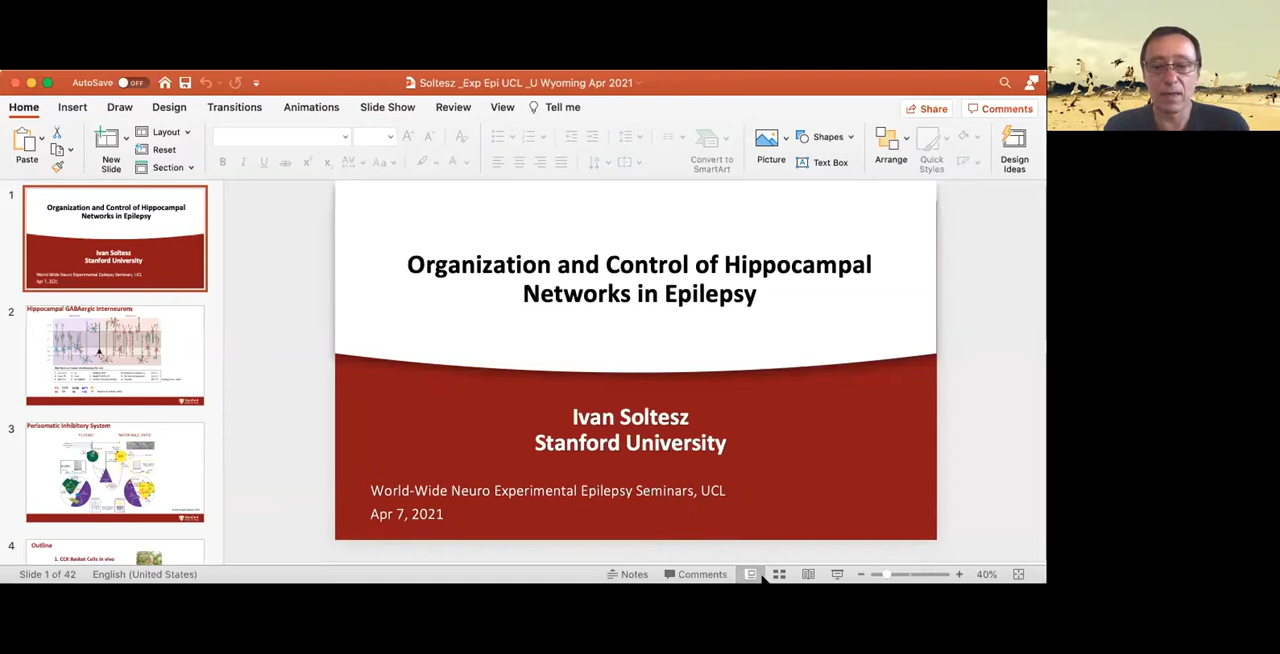 AutoSave OFF
Soltesz _Exp Epi UCL _U Wyoming Apr 2021
Home Insert Draw Design Transitions Animations Slide Show Review View Tell me
Share Comments
Paste
New Slide
Layout
Reset
Section
Convert to SmartArt
Picture
Shapes
Text Box
Arrange
Quick Styles
Design Ideas
1
Organization and Control of Hippocampal
Networks in Epilepsy
Ivan Soltesz
Stanford University
World-Wide Neuro Experimental Epilepsy Seminars, UCL
Apr 7, 2021
2
Hippocampal GABAergic Interneurons
3
Perisomatic Inhibitory System
4
Outline
1. CCK Basket Cells in vivo
Organization and Control of Hippocampal
Networks in Epilepsy
Ivan Soltesz
Stanford University
World-Wide Neuro Experimental Epilepsy Seminars, UCL
Apr 7, 2021
Slide 1 of 42 English (United States)
Notes Comments 40%